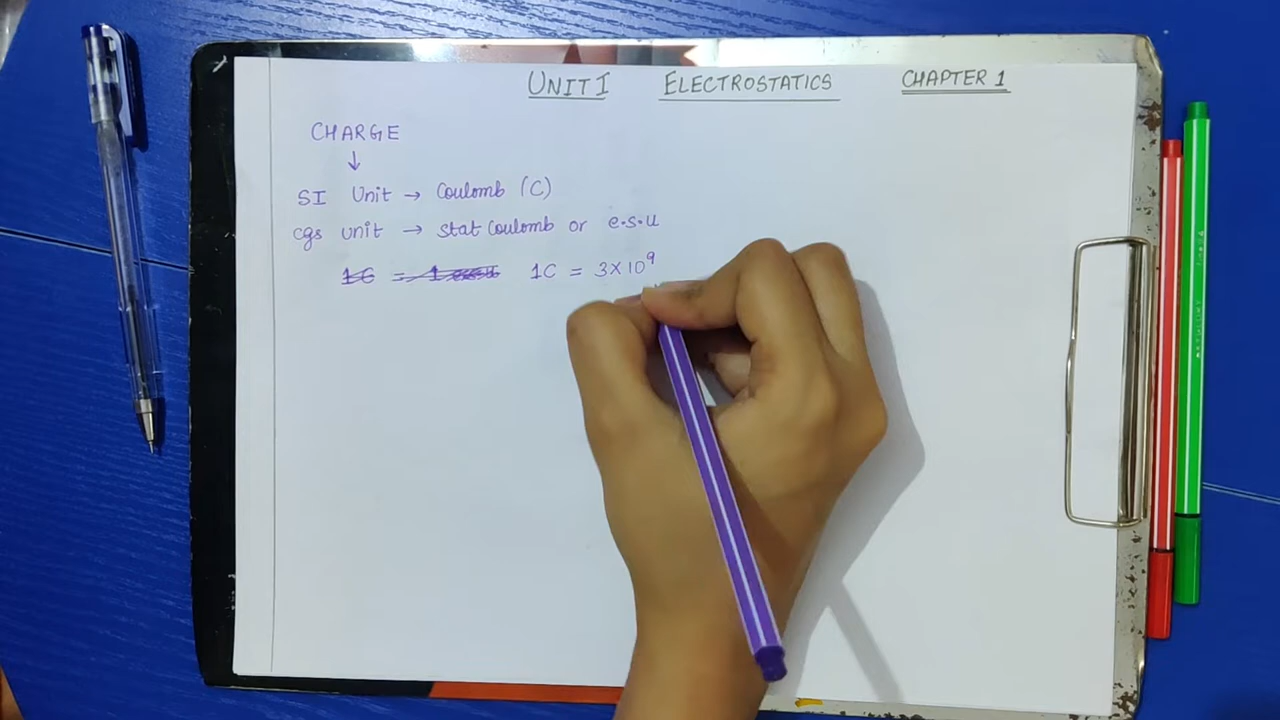 UNIT I ELECTROSTATICS CHAPTER 1
CHARGE
↓
SI Unit → Coulomb (C)
cgs unit → stat Coulomb or e.s.u
1C = 3×10⁹